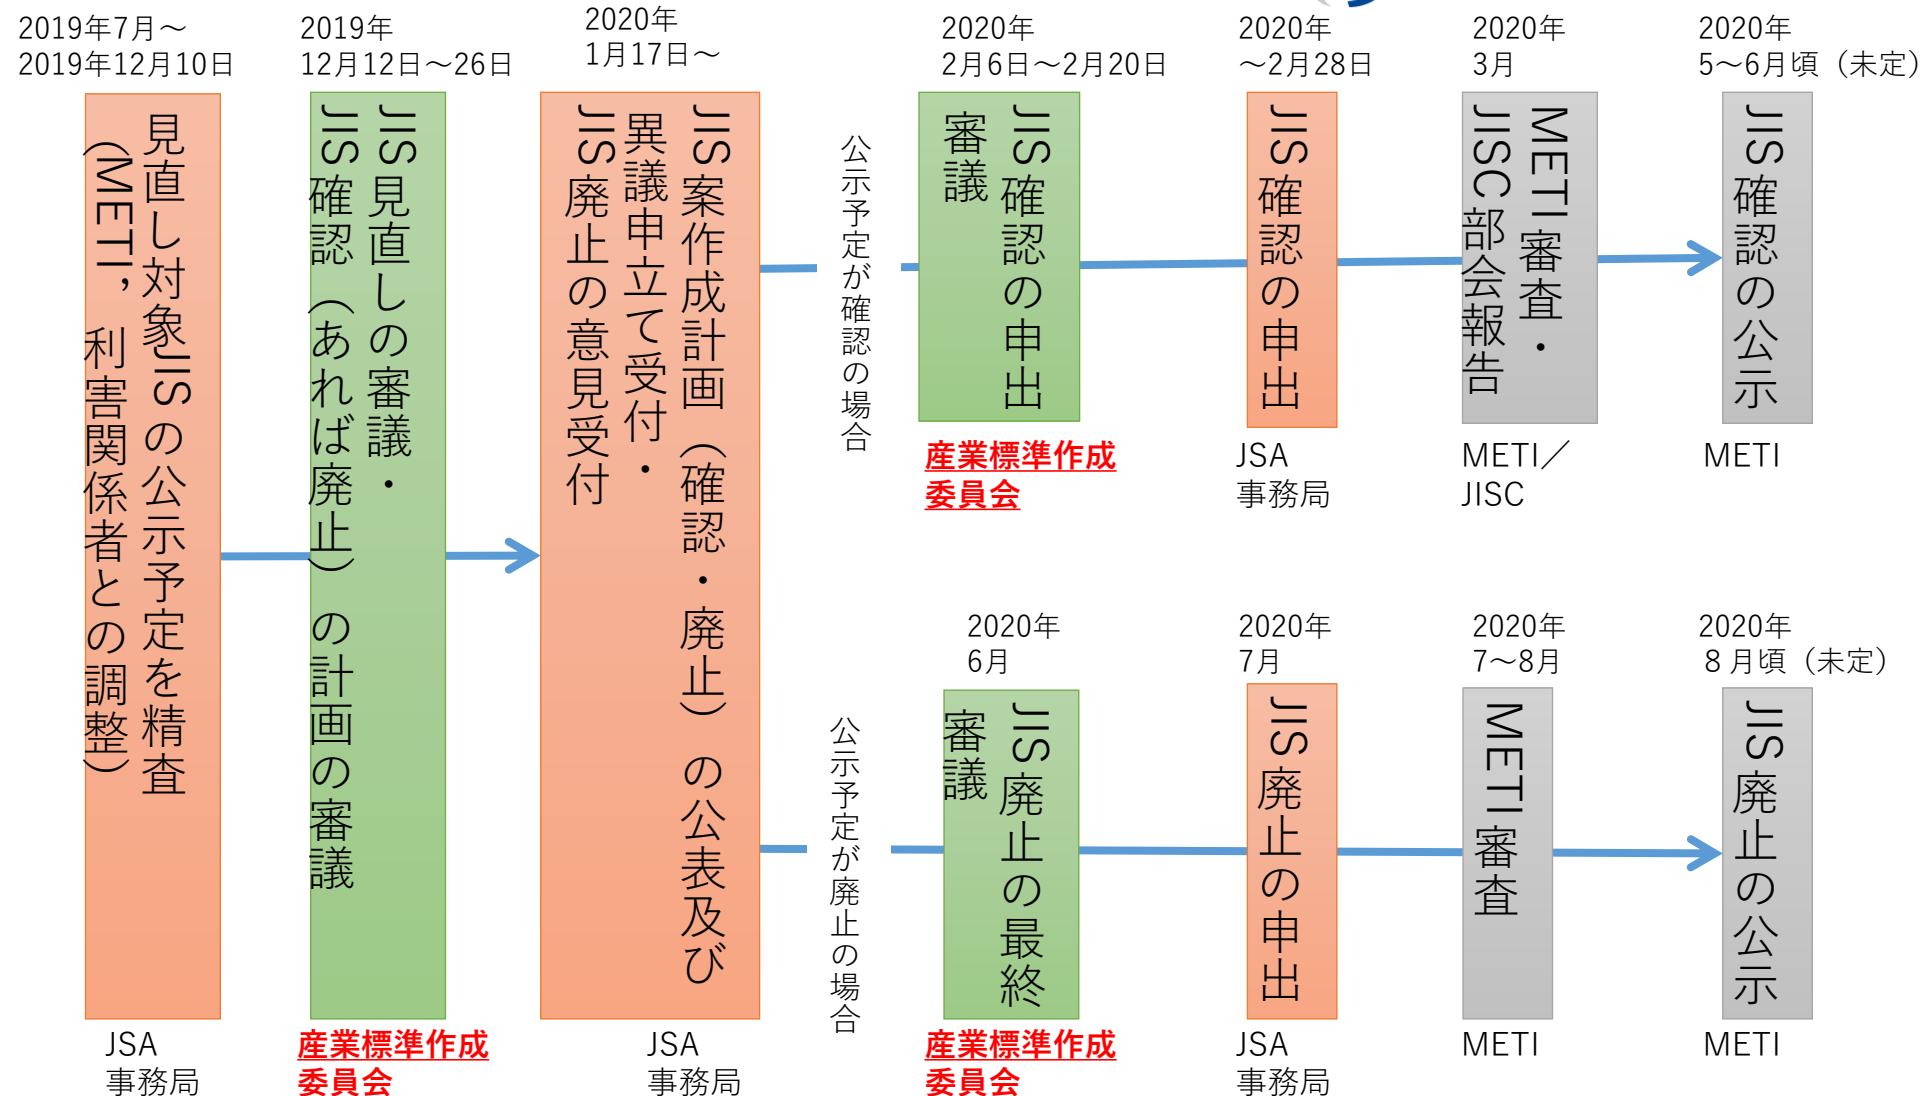 2019年7月～
2019年12月10日
見直し対象JISの公示予定を精査
（METI，利害関係者との調整）
JSA
事務局
2019年
12月12日～26日
JIS見直しの審議・
JIS確認（あれば廃止）の計画の審議
産業標準作成
委員会
2020年
1月17日～
JIS案作成計画（確認・廃止）の公表及び
異議申立て受付・
JIS廃止の意見受付
JSA
事務局
公示予定が確認の場合
2020年
2月6日～2月20日
JIS確認の申出
審議
産業標準作成
委員会
2020年
～2月28日
JIS確認の申出
JSA
事務局
2020年
3月
METI審査・
JISC部会報告
METI／
JISC
2020年
5～6月頃（未定）
JIS確認の公示
METI
公示予定が廃止の場合
2020年
6月
JIS廃止の最終
審議
産業標準作成
委員会
2020年
7月
JIS廃止の申出
JSA
事務局
2020年
7～8月
METI審査
METI
2020年
８月頃（未定）
JIS廃止の公示
METI